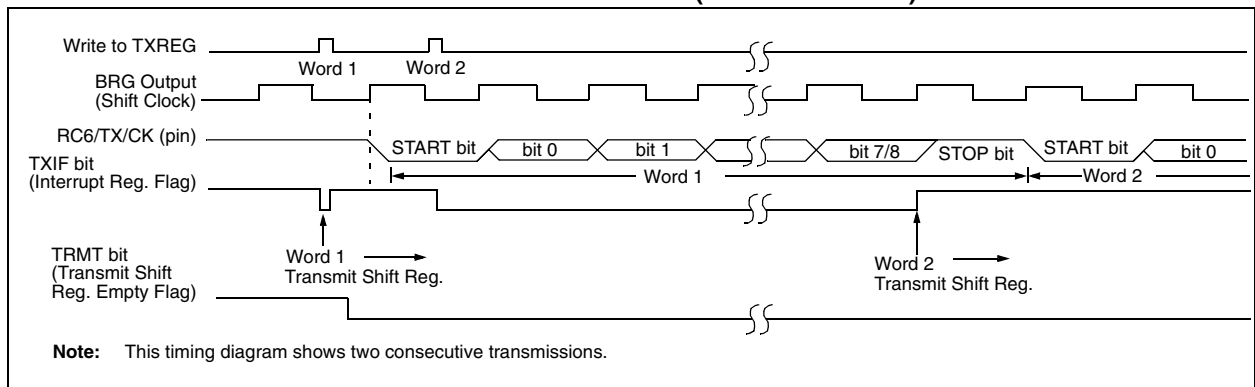 Write to TXREG
Word 1
Word 2
BRG Output
(Shift Clock)
RC6/TX/CK (pin)
START bit
bit 0
bit 1
bit 7/8
STOP bit
START bit
bit 0
TXIF bit
(Interrupt Reg. Flag)
Word 1
Word 2
TRMT bit
(Transmit Shift
Reg. Empty Flag)
Word 1
Transmit Shift Reg.
Word 2
Transmit Shift Reg.
Note: This timing diagram shows two consecutive transmissions.